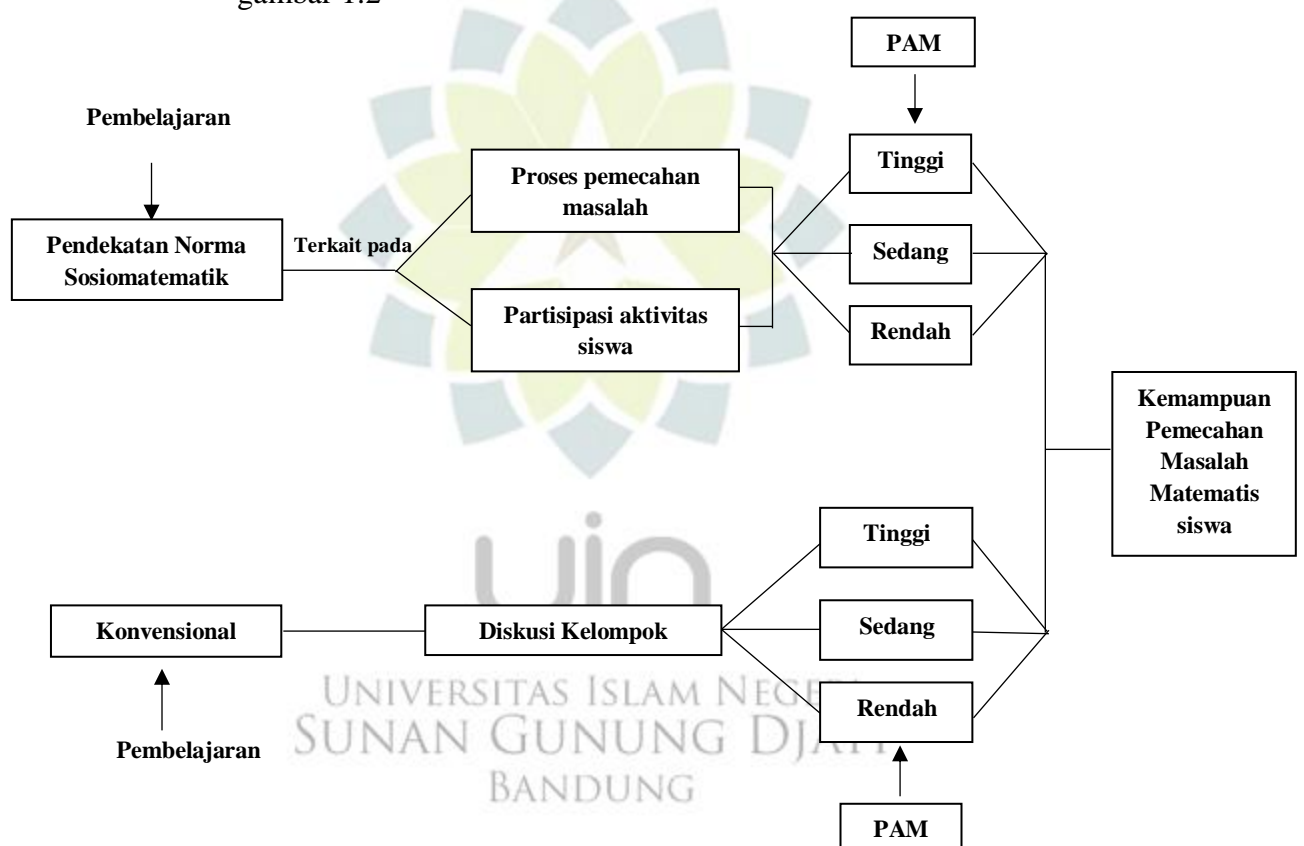 gambar 1.2
PAM
Pembelajaran
Tinggi
Proses pemecahan
masalah
Pendekatan Norma
Sosiomatematik
Terkait pada
Sedang
Partisipasi aktivitas
siswa
Rendah
Kemampuan
Pemecahan
Masalah
Matematis
siswa
Tinggi
uin
Konvensional
Diskusi Kelompok
Sedang
Rendah
UNIVERSITAS ISLAM NEGERI
SUNAN GUNUNG DJATI
BANDUNG
Pembelajaran
PAM